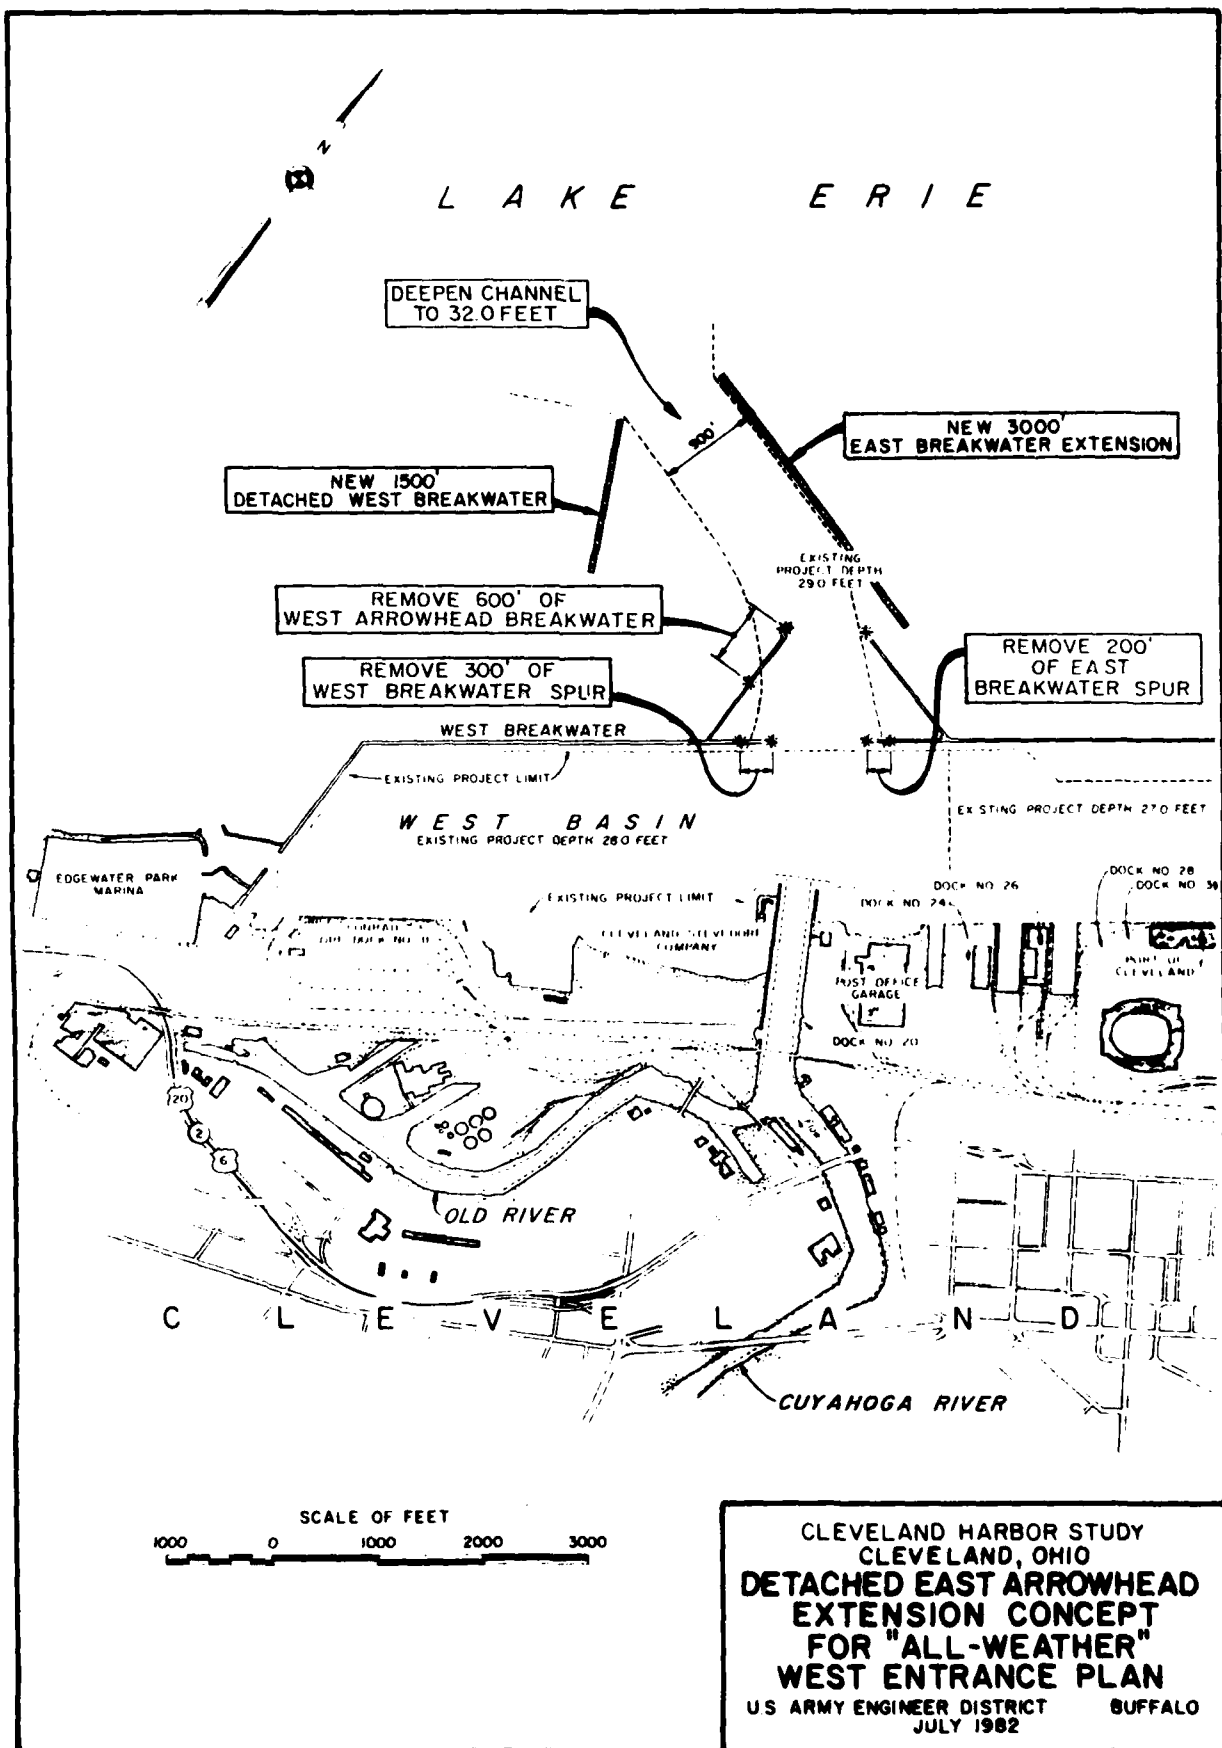 N
LAKE ERIE
DEEPEN CHANNEL
TO 32.0 FEET
900'
NEW 3000'
EAST BREAKWATER EXTENSION
NEW 1500'
DETACHED WEST BREAKWATER
EXISTING
PROJECT DEPTH
29.0 FEET
REMOVE 600' OF
WEST ARROWHEAD BREAKWATER
REMOVE 200'
OF EAST
BREAKWATER SPUR
REMOVE 300' OF
WEST BREAKWATER SPUR
WEST BREAKWATER
EXISTING PROJECT LIMIT
EXISTING PROJECT DEPTH 27.0 FEET
WEST BASIN
EXISTING PROJECT DEPTH 28.0 FEET
EDGEWATER PARK
MARINA
DOCK NO 28
DOCK NO 26
DOCK NO
EXISTING PROJECT LIMIT
DOCK NO 24
CLEVELAND STEVEDORE
COMPANY
PORT OF
CLEVELAND
POST OFFICE
GARAGE
DOCK NO 20
20
2
6
OLD RIVER
CLEVELAND
CUYAHOGA RIVER
SCALE OF FEET
1000 0 1000 2000 3000
CLEVELAND HARBOR STUDY
CLEVELAND, OHIO
DETACHED EAST ARROWHEAD
EXTENSION CONCEPT
FOR "ALL-WEATHER"
WEST ENTRANCE PLAN
U.S. ARMY ENGINEER DISTRICT BUFFALO
JULY 1982